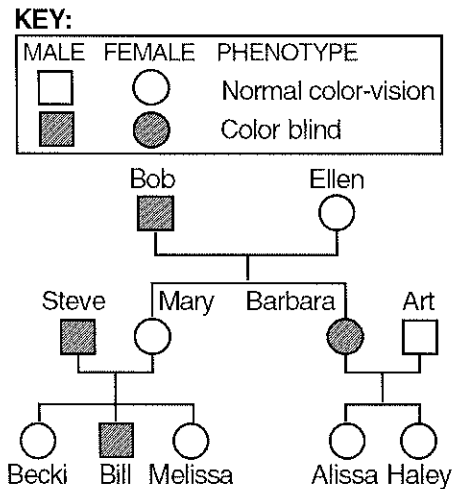 KEY:
MALE FEMALE PHENOTYPE
Normal color-vision
Color blind
Bob Ellen
Steve Mary Barbara Art
Becki Bill Melissa Alissa Haley